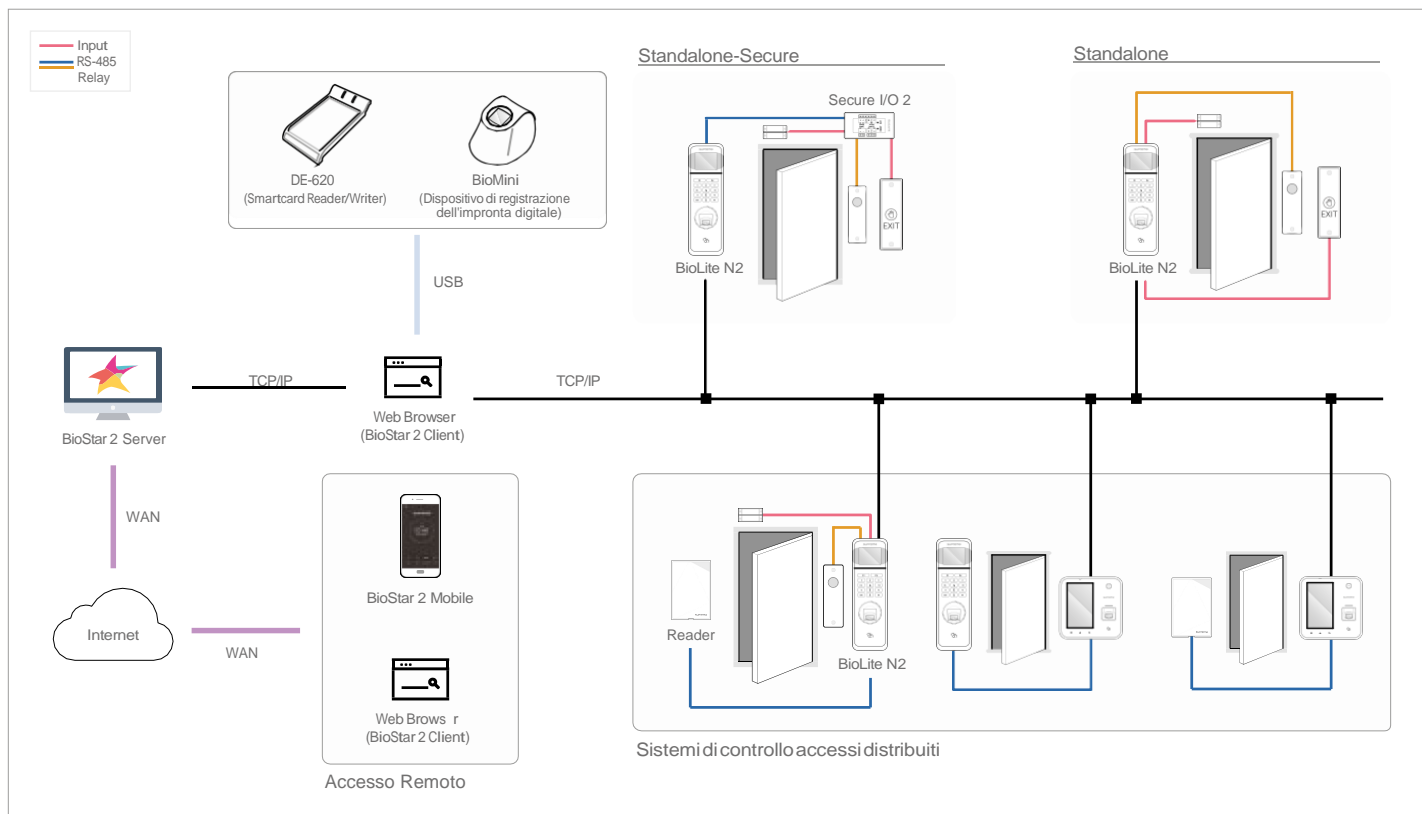 Input
RS-485
Relay
Standalone-Secure
Standalone
Secure I/O 2
DE-620
(Smartcard Reader/Writer)
BioMini
(Dispositivo di registrazione
dell'impronta digitale)
EXIT
BioLite N2
EXIT
BioLite N2
USB
TCP/IP
TCP/IP
BioStar 2 Server
Web Browser
(BioStar 2 Client)
WAN
BioStar 2 Mobile
Internet
WAN
Reader
BioLite N2
Web Brows r
(BioStar 2 Client)
Sistemi di controllo accessi distribuiti
Accesso Remoto